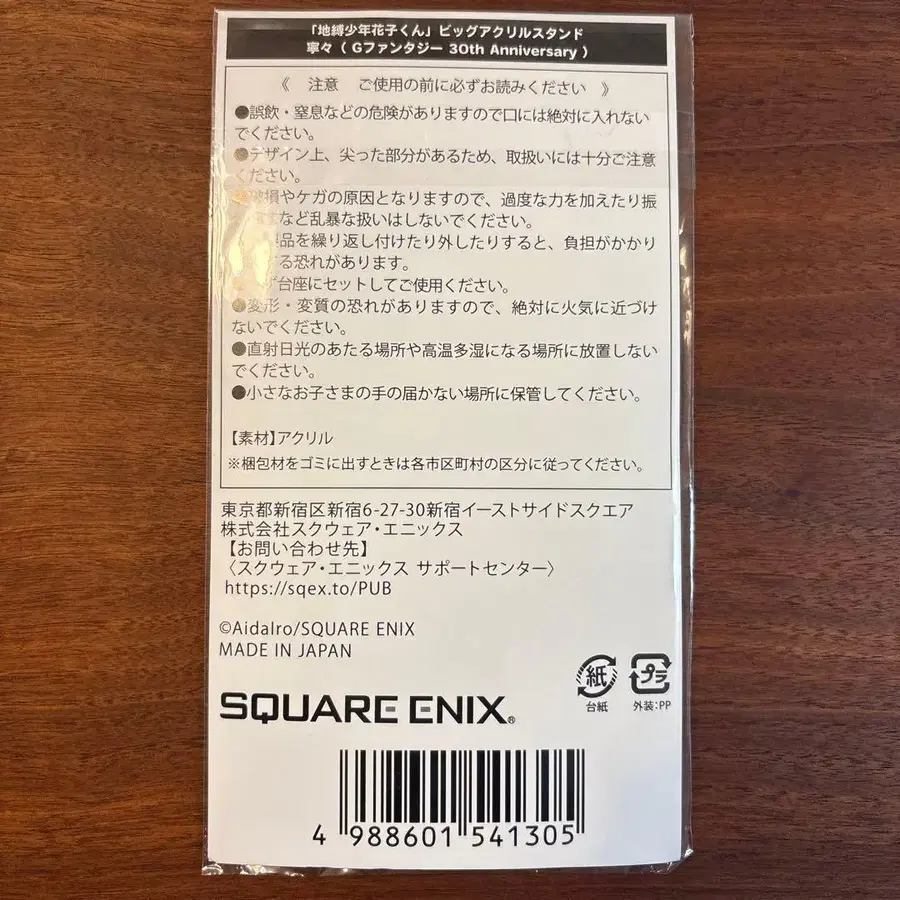 「地縛少年花子くん」ビッグアクリルスタンド
寧々（Gファンタジー 30th Anniversary）
《 注意 ご使用の前に必ずお読みください 》
●誤飲・窒息などの危険がありますので口には絶対に入れない
でください。
●デザイン上、尖った部分があるため、取扱いには十分ご注意
ください。
●破損やケガの原因となりますので、過度な力を加えたり振
など乱暴な扱いはしないでください。
品を繰り返し付けたり外したりすると、負担がかかり
する恐れがあります。
ず台座にセットしてご使用ください。
●変形・変質の恐れがありますので、絶対に火気に近づけ
ないでください。
●直射日光のあたる場所や高温多湿になる場所に放置しない
でください。
●小さなお子さまの手の届かない場所に保管してください。
【素材】アクリル
※梱包材をゴミに出すときは各市区町村の区分に従ってください。
東京都新宿区新宿6-27-30新宿イーストサイドスクエア
株式会社スクウェア・エニックス
【お問い合わせ先】
〈スクウェア・エニックス サポートセンター〉
https://sqex.to/PUB
©AidaIro/SQUARE ENIX
MADE IN JAPAN
紙 プラ
台紙 外装:PP
SQUARE ENIX®
4 988601 541305